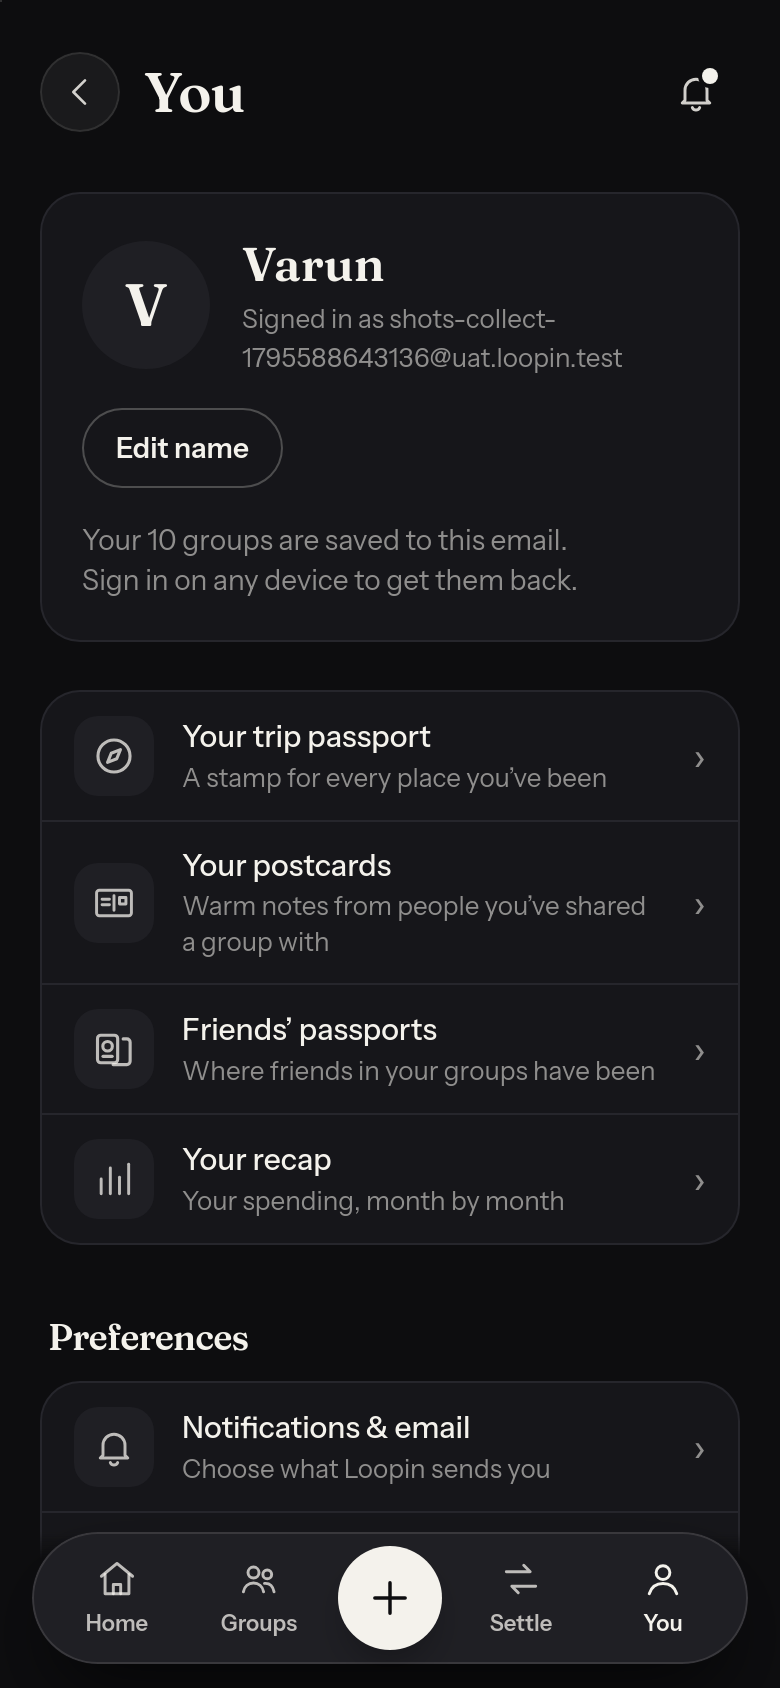 You
V
Varun
Signed in as shots-collect-
1795588643136@uat.loopin.test
Edit name
Your 10 groups are saved to this email.
Sign in on any device to get them back.
Your trip passport
A stamp for every place you’ve been
Your postcards
Warm notes from people you’ve shared
a group with
Friends’ passports
Where friends in your groups have been
Your recap
Your spending, month by month
Preferences
Notifications & email
Choose what Loopin sends you
Home
Groups
Settle
You